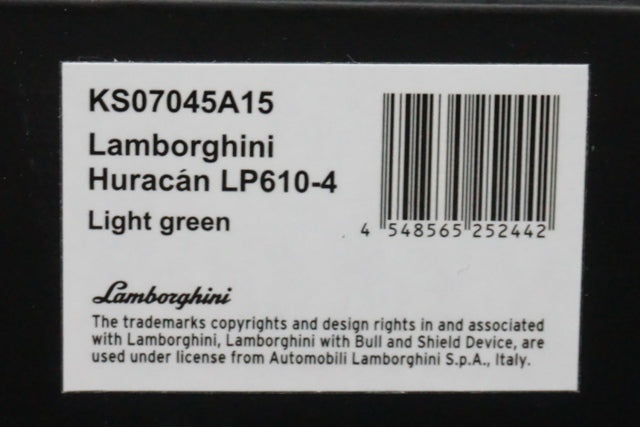 KS07045A15
Lamborghini
Huracán LP610-4
Light green
4 548565 252442
Lamborghini
The trademarks copyrights and design rights in and associated
with Lamborghini, Lamborghini with Bull and Shield Device, are
used under license from Automobili Lamborghini S.p.A., Italy.